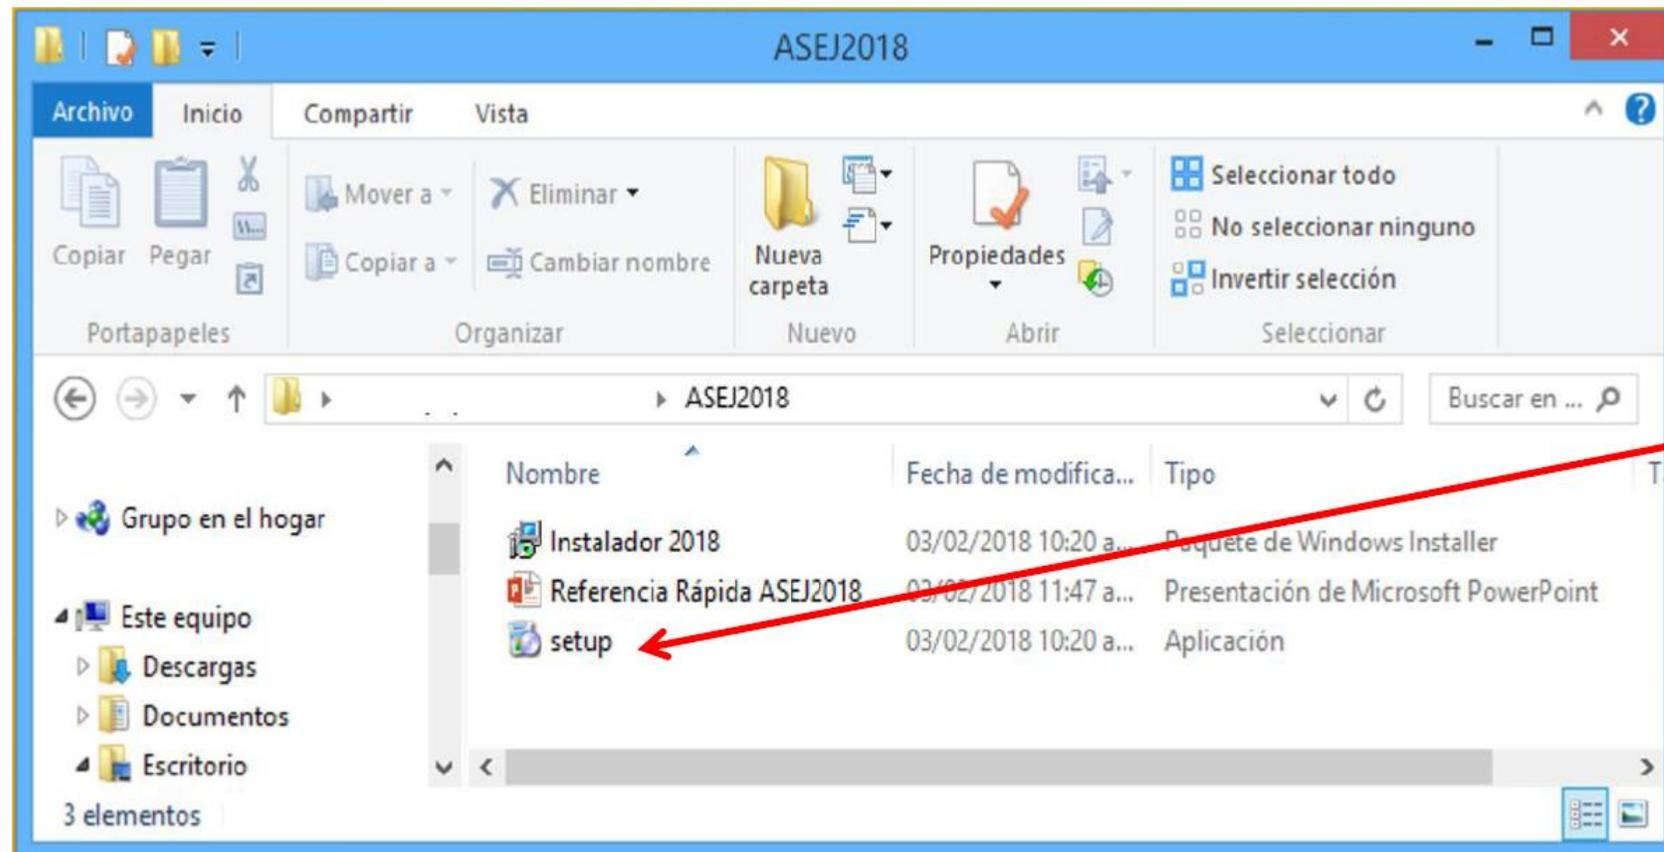 ASEJ2018
Archivo Inicio Compartir Vista
Copiar Pegar Mover a Copiar a Eliminar Cambiar nombre Nueva carpeta Propiedades Seleccionar todo No seleccionar ninguno Invertir selección
Portapapeles Organizar Nuevo Abrir Seleccionar
ASEJ2018 Buscar en ...
Nombre Fecha de modifica... Tipo
Grupo en el hogar
Instalador 2018 03/02/2018 10:20 a... Paquete de Windows Installer
Referencia Rápida ASEJ2018 03/02/2018 11:47 a... Presentación de Microsoft PowerPoint
Este equipo
setup 03/02/2018 10:20 a... Aplicación
Descargas
Documentos
Escritorio
3 elementos